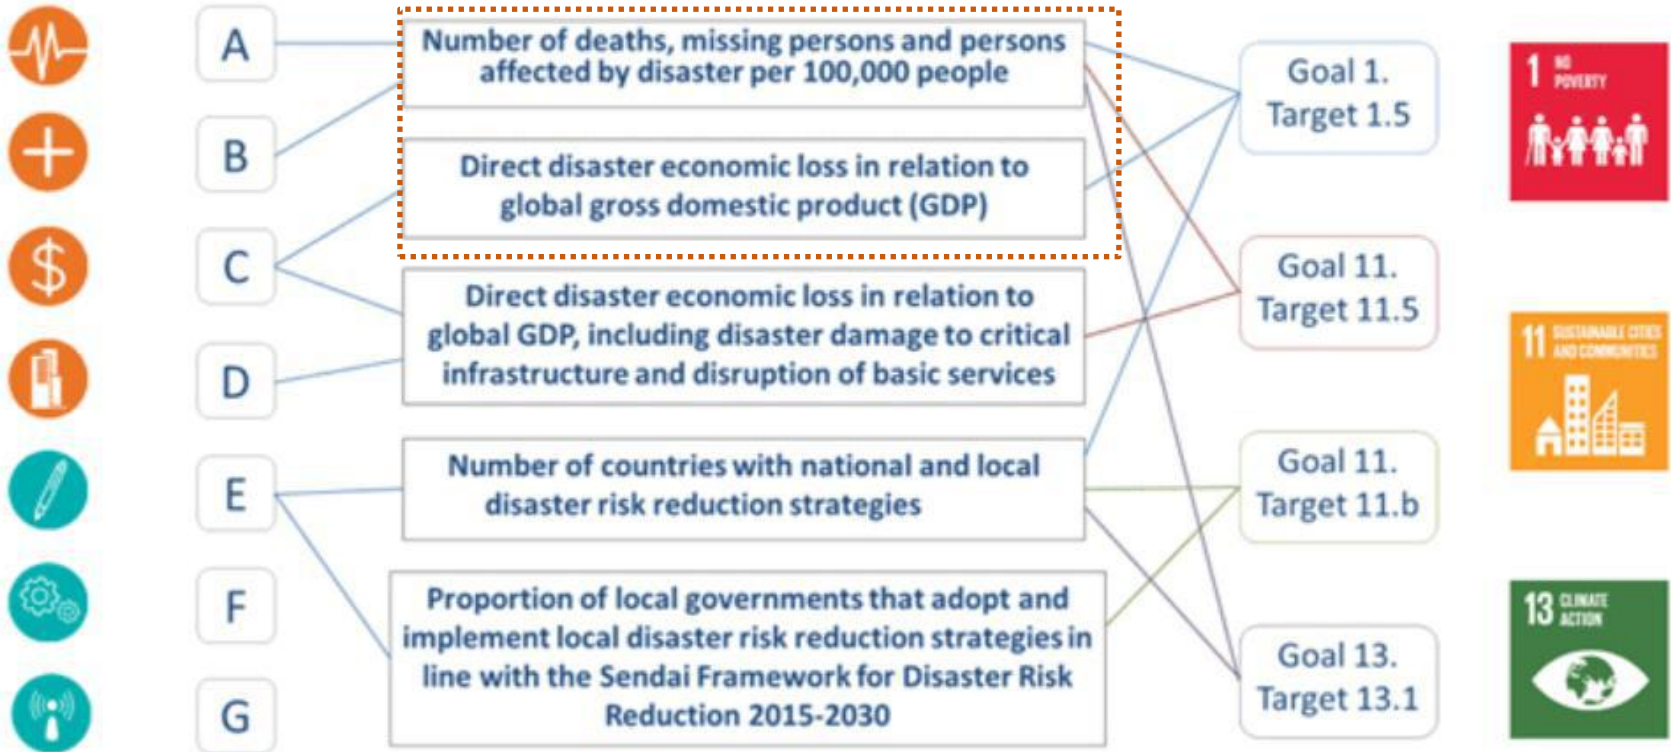 A
B
C
D
E
F
G
Number of deaths, missing persons and persons
affected by disaster per 100,000 people
Direct disaster economic loss in relation to
global gross domestic product (GDP)
Direct disaster economic loss in relation to
global GDP, including disaster damage to critical
infrastructure and disruption of basic services
Number of countries with national and local
disaster risk reduction strategies
Proportion of local governments that adopt and
implement local disaster risk reduction strategies in
line with the Sendai Framework for Disaster Risk
Reduction 2015-2030
Goal 1.
Target 1.5
Goal 11.
Target 11.5
Goal 11.
Target 11.b
Goal 13.
Target 13.1
1 NO
POVERTY
11 SUSTAINABLE CITIES
AND COMMUNITIES
13 CLIMATE
ACTION
$